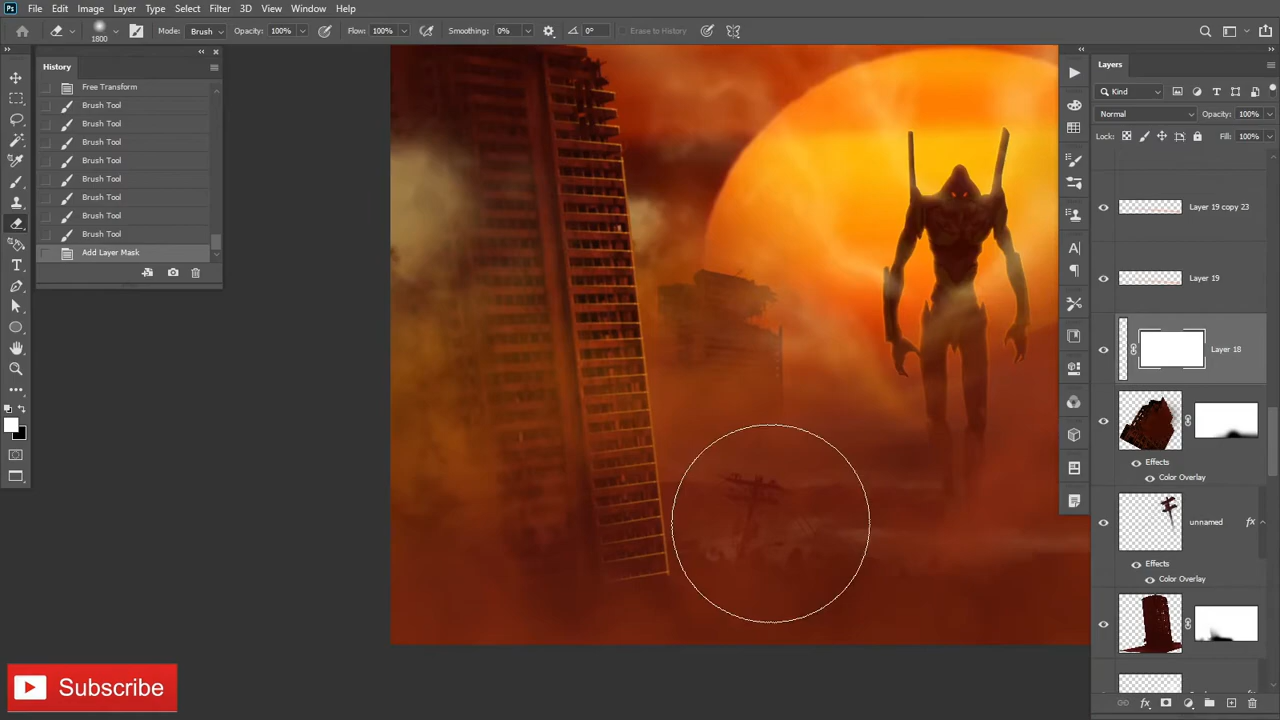 Ps File Edit Image Layer Type Select Filter 3D View Window Help
1800 Mode: Brush Opacity: 100% Flow: 100% Smoothing: 0% 0° Erase to History
History
Free Transform
Brush Tool
Brush Tool
Brush Tool
Brush Tool
Brush Tool
Brush Tool
Brush Tool
Brush Tool
Add Layer Mask
Layers
Kind
Normal Opacity: 100%
Lock: Fill: 100%
Layer 19 copy 23
Layer 19
Layer 18
Effects
Color Overlay
unnamed fx
Effects
Color Overlay
Subscribe